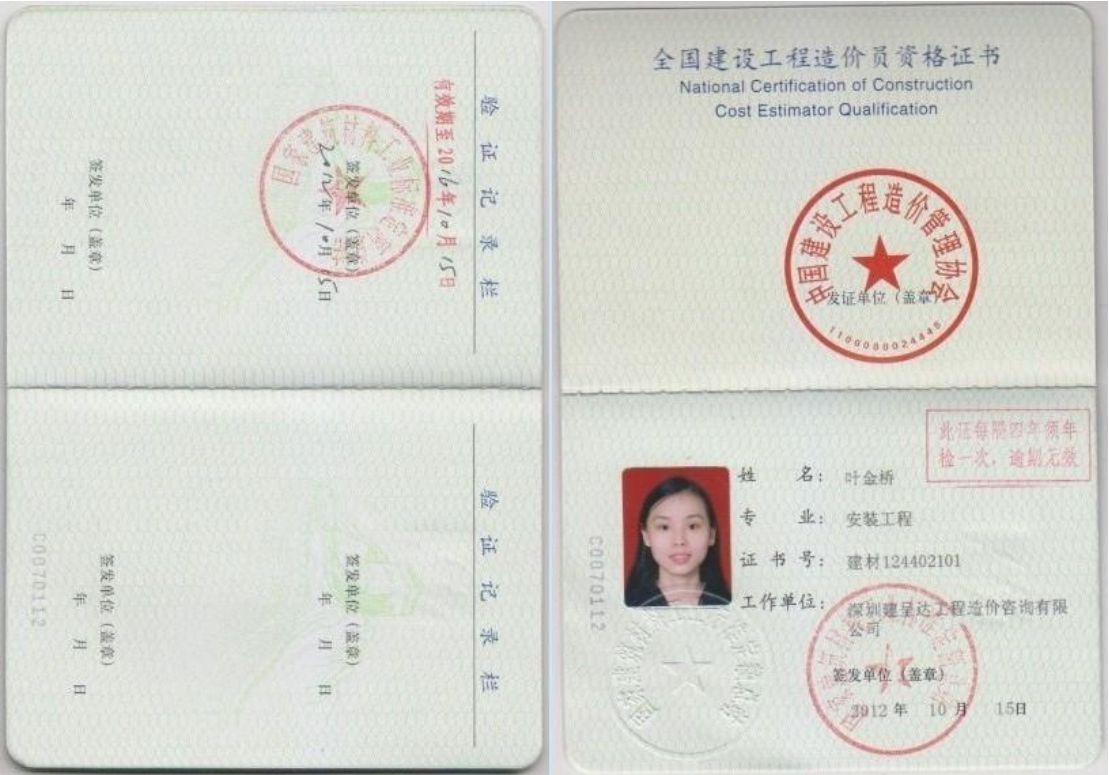 验证记录栏
有效期至2016年10月15日
签发单位(盖章)
2012年10月15日
签发单位(盖章)
年 月 日
验证记录栏
签发单位(盖章)
年 月 日
签发单位(盖章)
年 月 日
C0070112
全国建设工程造价员资格证书
National Certification of Construction
Cost Estimator Qualification
中国建设工程造价管理协会
发证单位(盖章)
1100000024448
此证每隔四年须年
检一次,逾期无效
姓 名: 叶金桥
专 业: 安装工程
证 书 号: 建材124402101
工作单位: 深圳建呈达工程造价咨询有限
公司
签发单位(盖章)
2012 年 10 月 15日
C0070112